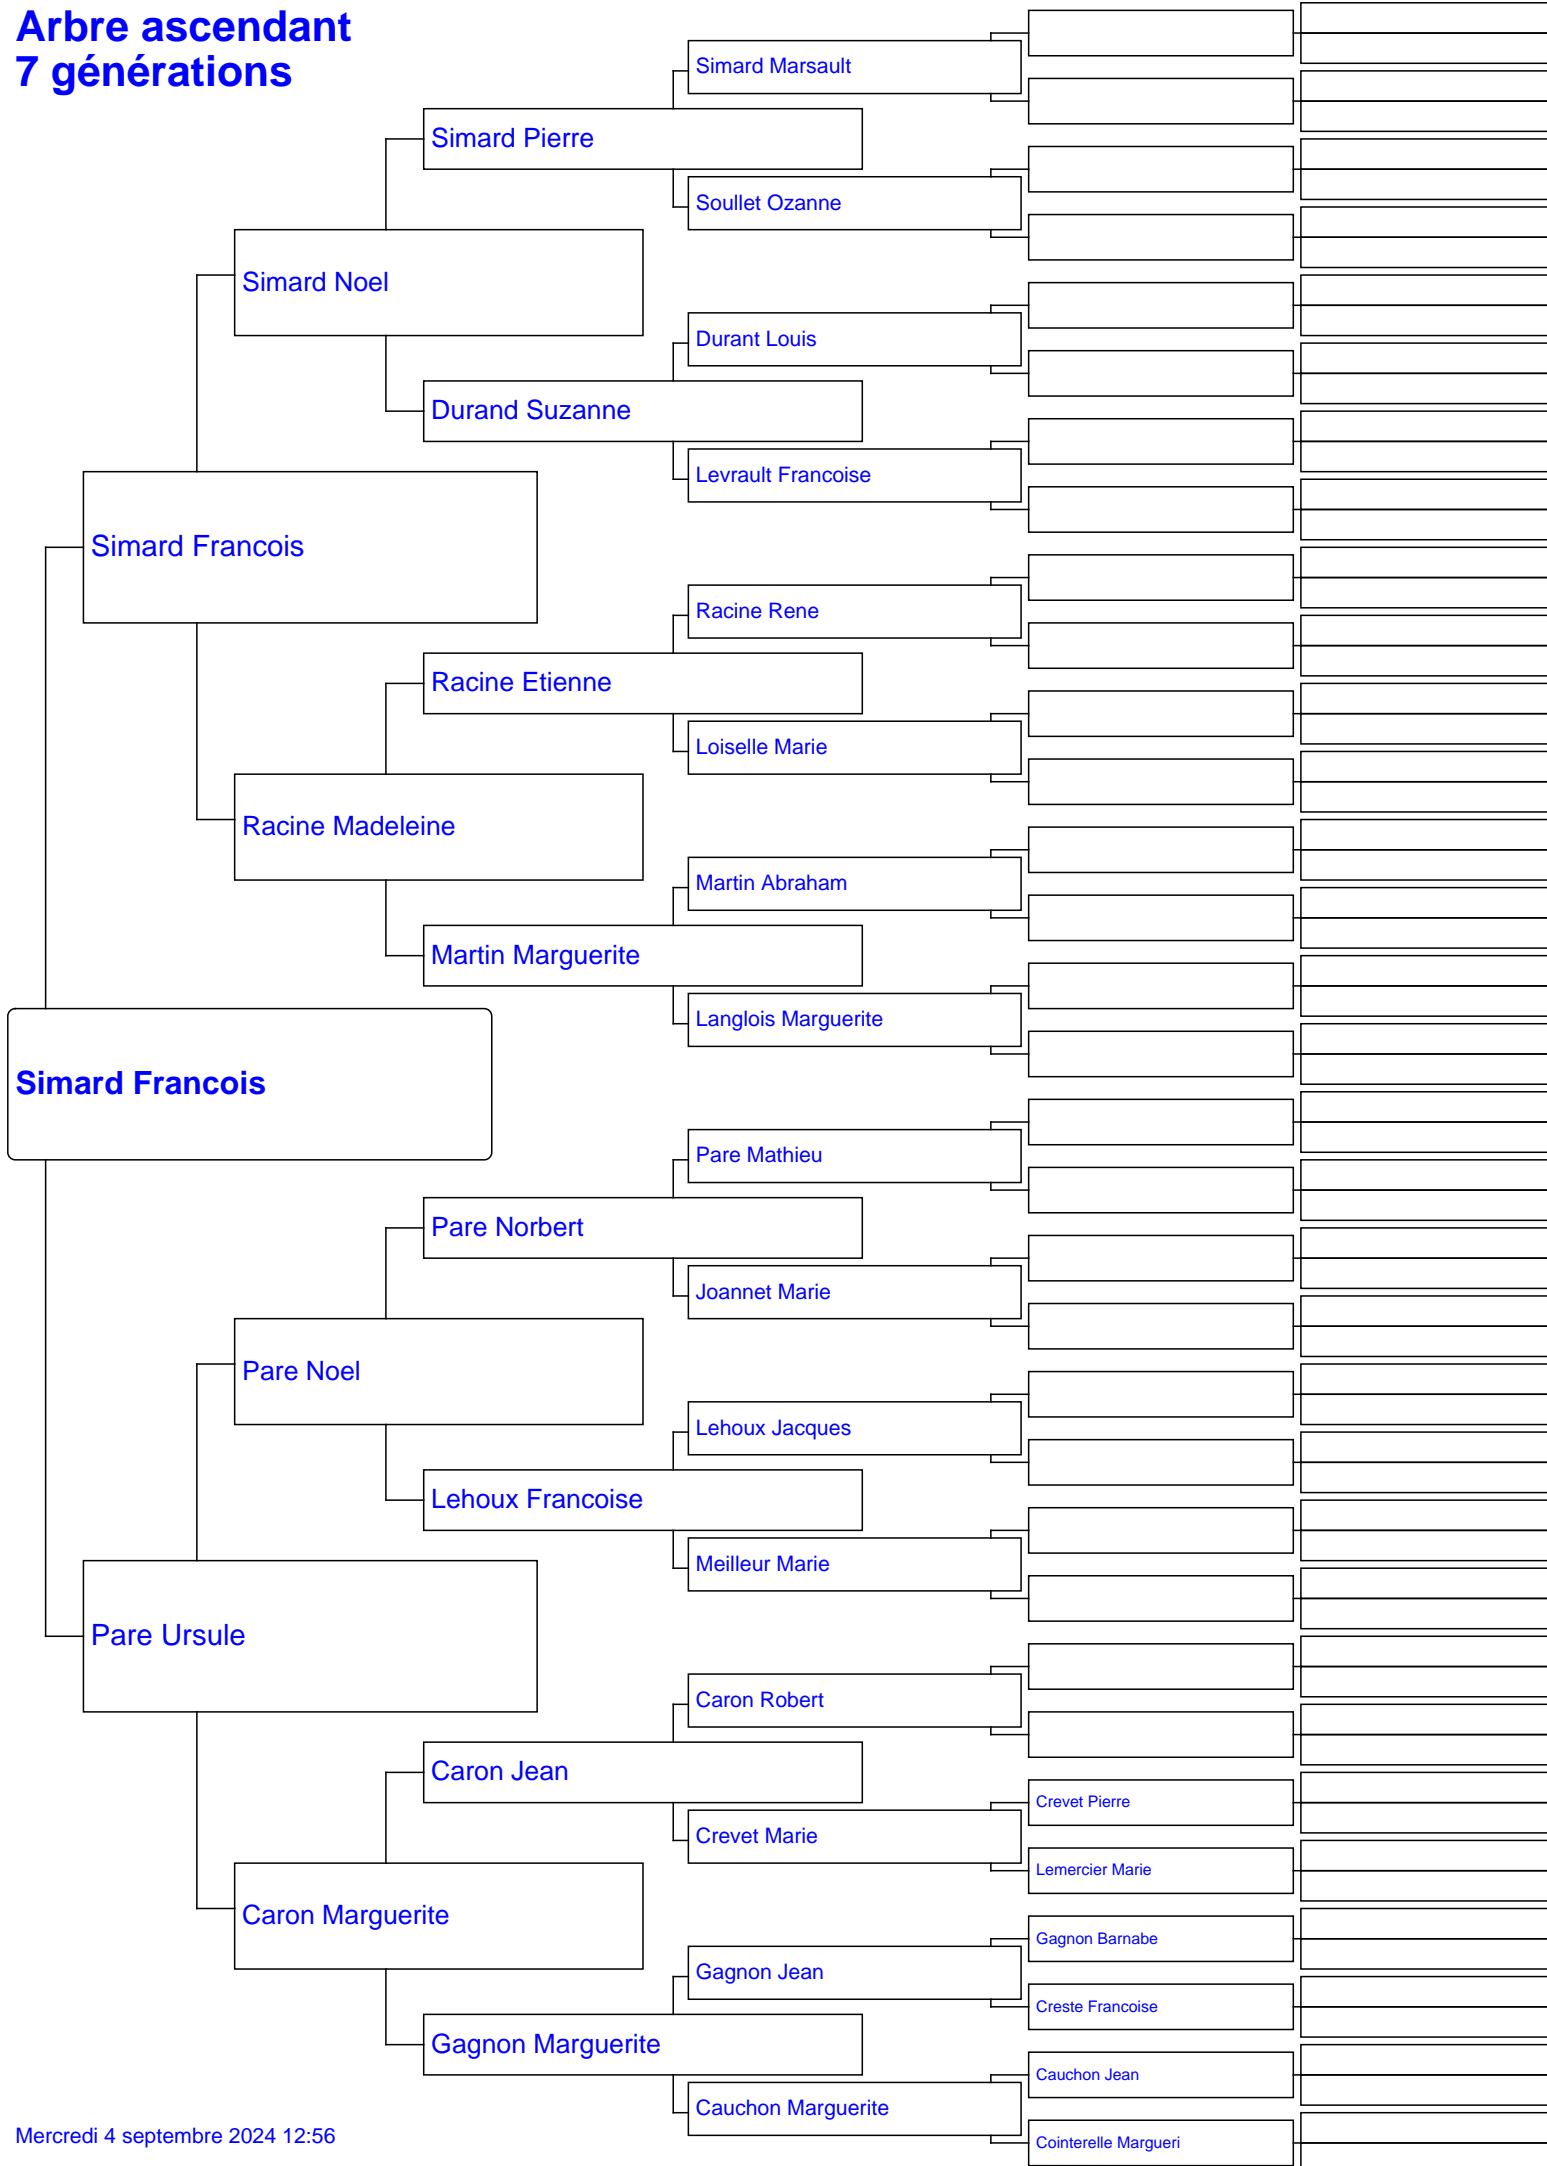 Arbre ascendant
7 générations
Simard Marsault
Simard Pierre
Soullet Ozanne
Simard Noel
Durant Louis
Durand Suzanne
Levrault Francoise
Simard Francois
Racine Rene
Racine Etienne
Loiselle Marie
Racine Madeleine
Martin Abraham
Martin Marguerite
Langlois Marguerite
Simard Francois
Pare Mathieu
Pare Norbert
Joannet Marie
Pare Noel
Lehoux Jacques
Lehoux Francoise
Meilleur Marie
Pare Ursule
Caron Robert
Caron Jean
Crevet Pierre
Crevet Marie
Lemercier Marie
Caron Marguerite
Gagnon Barnabe
Gagnon Jean
Creste Francoise
Gagnon Marguerite
Cauchon Jean
Cauchon Marguerite
Cointerelle Margueri
Mercredi 4 septembre 2024 12:56